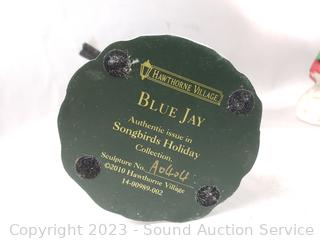 HAWTHORNE VILLAGE
BLUE JAY
Authentic issue in
Songbirds Holiday
Collection.
Sculpture No. A0404
©2010 Hawthorne Village
14-00989-002
Copyright 2023 - Sound Auction Service